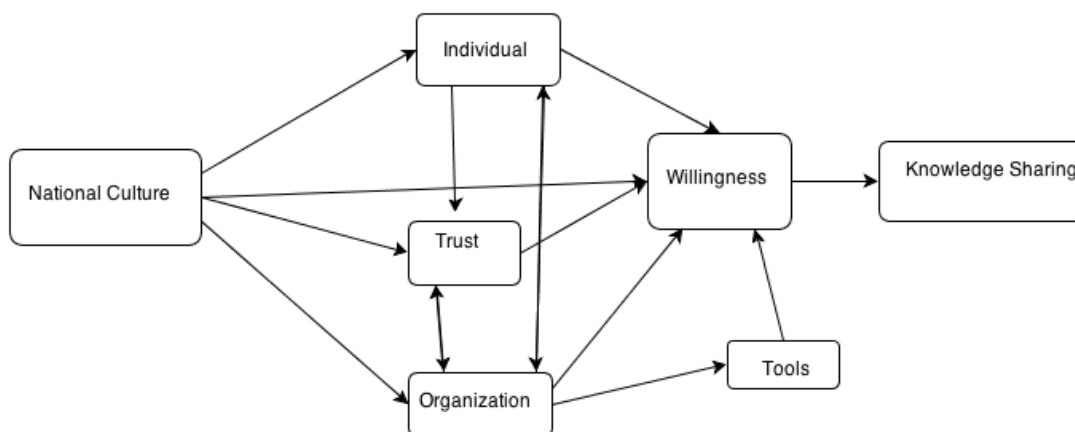 Individual
National Culture
Willingness
Knowledge Sharing
Trust
Organization
Tools